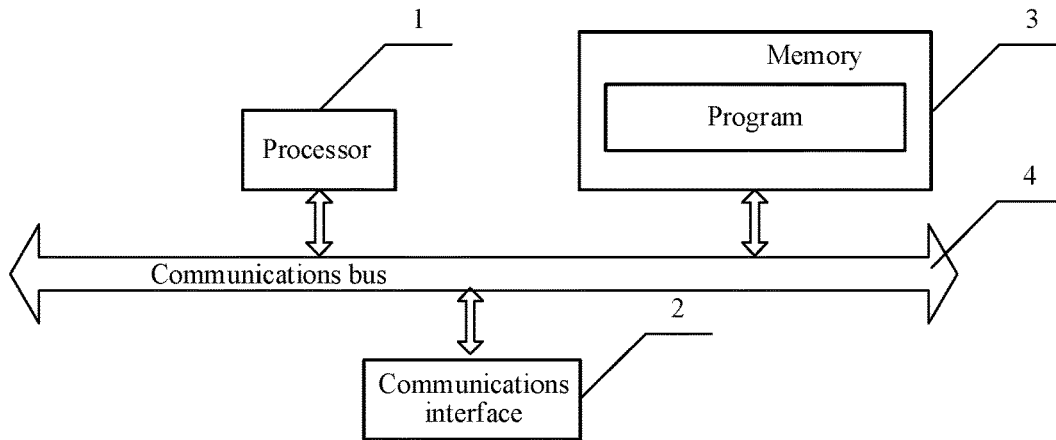 1
3
Memory
Program
Processor
4
Communications bus
2
Communications
interface